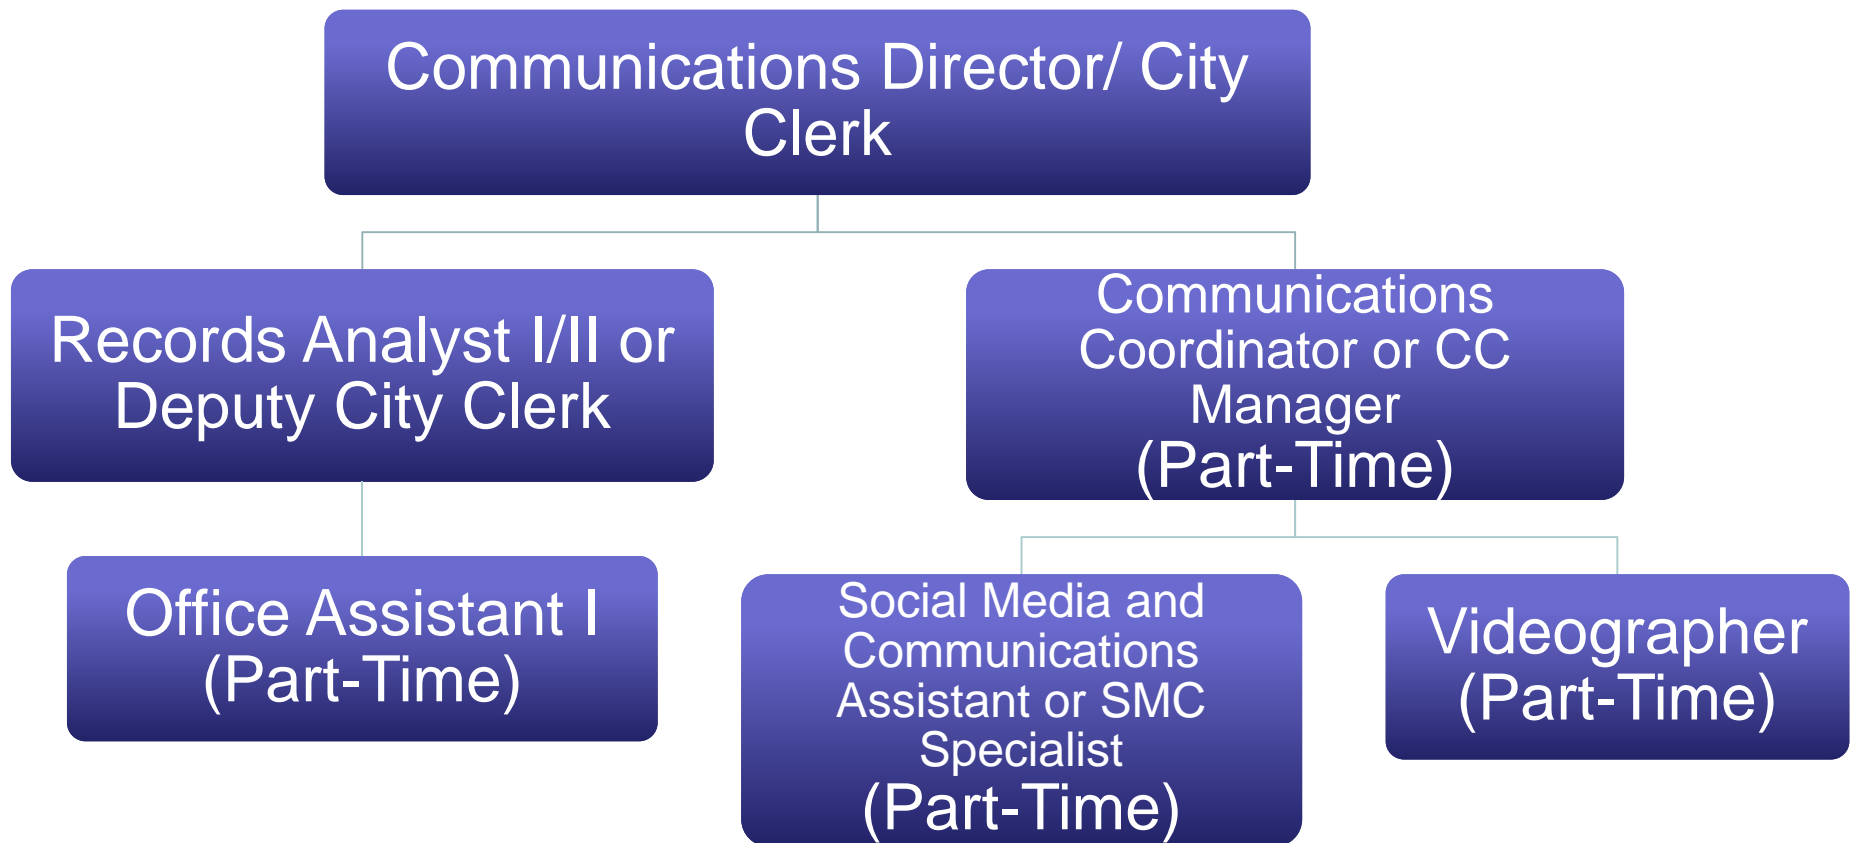 Communications Director/ City
Clerk
Records Analyst I/II or
Deputy City Clerk
Communications
Coordinator or CC
Manager
(Part-Time)
Office Assistant I
(Part-Time)
Social Media and
Communications
Assistant or SMC
Specialist
(Part-Time)
Videographer
(Part-Time)